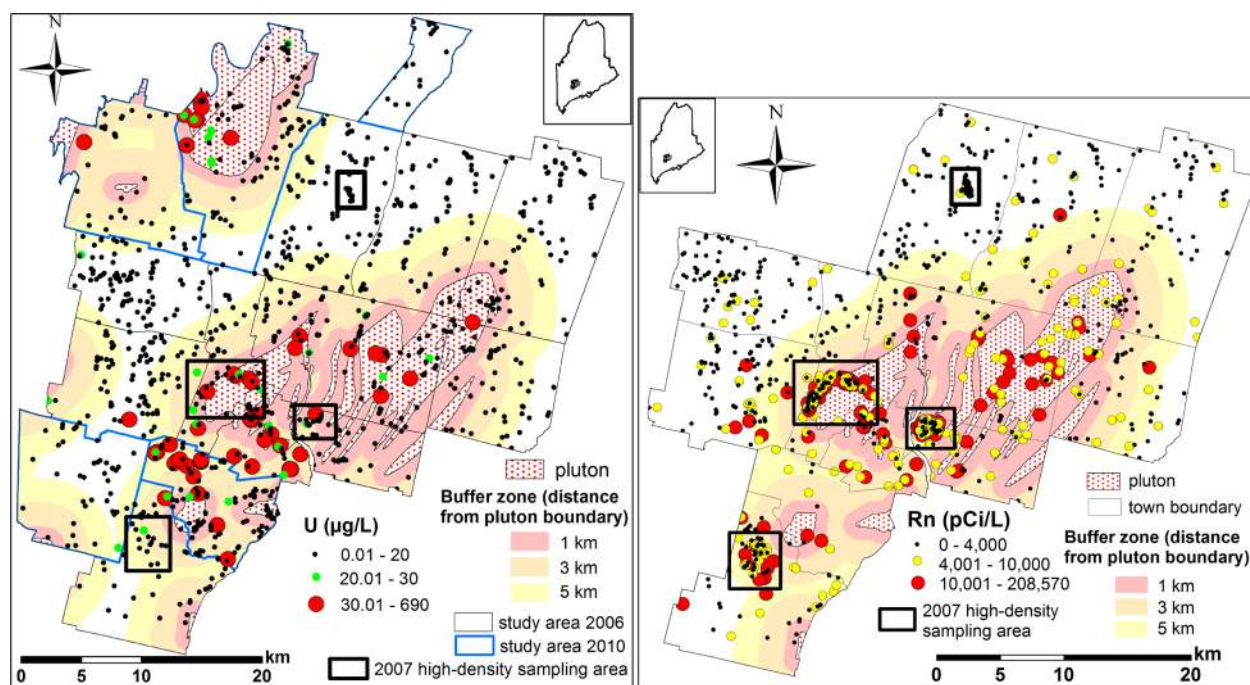 N
U (µg/L)
0.01 - 20
20.01 - 30
30.01 - 690
pluton
Buffer zone (distance
from pluton boundary)
1 km
3 km
5 km
study area 2006
study area 2010
2007 high-density sampling area
km
0 5 10 20
N
Rn (pCi/L)
0 - 4,000
4,001 - 10,000
10,001 - 208,570
2007 high-density
sampling area
pluton
town boundary
Buffer zone (distance
from pluton boundary)
1 km
3 km
5 km
km
0 5 10 20